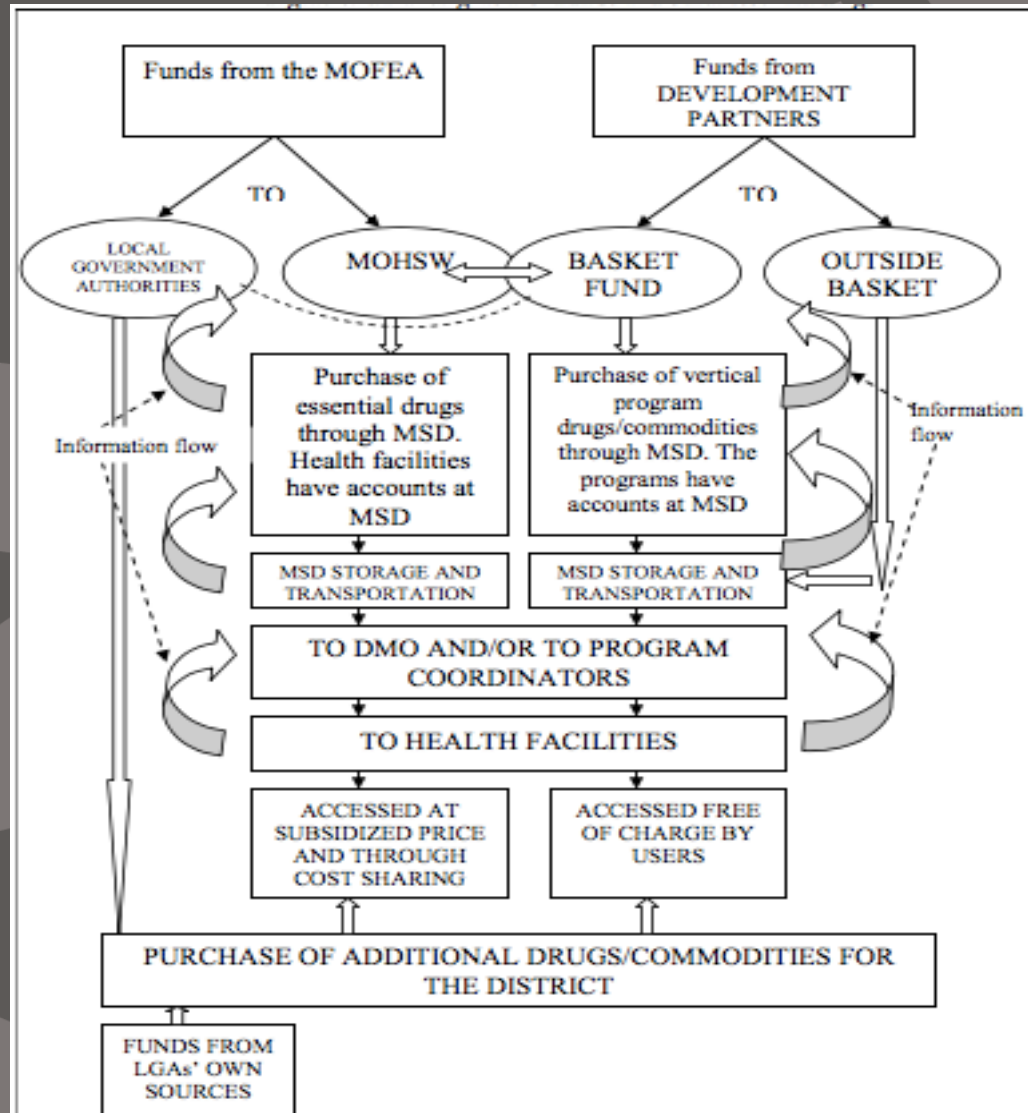 Funds from the MOFEA
Funds from
DEVELOPMENT
PARTNERS
TO
TO
LOCAL
GOVERNMENT
AUTHORITIES
MOHSW
BASKET
FUND
OUTSIDE
BASKET
Purchase of
essential drugs
through MSD.
Health facilities
have accounts at
MSD
Purchase of vertical
program
drugs/commodities
through MSD. The
programs have
accounts at MSD
Information flow
Information
flow
MSD STORAGE AND
TRANSPORTATION
MSD STORAGE AND
TRANSPORTATION
TO DMO AND/OR TO PROGRAM
COORDINATORS
TO HEALTH FACILITIES
ACCESSED AT
SUBSIDIZED PRICE
AND THROUGH
COST SHARING
ACCESSED FREE
OF CHARGE BY
USERS
PURCHASE OF ADDITIONAL DRUGS/COMMODITIES FOR
THE DISTRICT
FUNDS FROM
LGAs' OWN
SOURCES